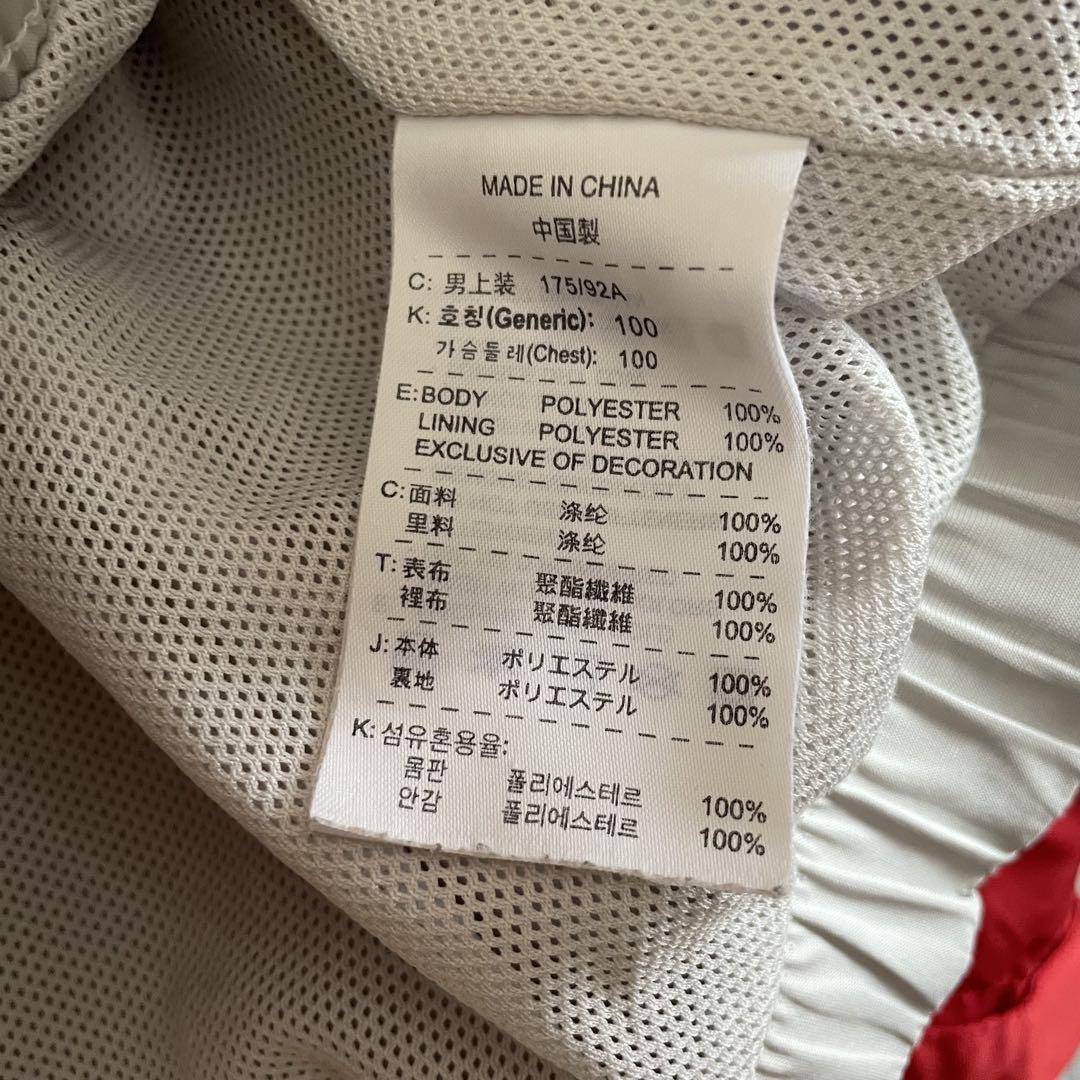 MADE IN CHINA
中国製
C: 男上装 175/92A
K: 호칭(Generic): 100
가슴둘레(Chest): 100
E: BODY POLYESTER 100%
LINING POLYESTER 100%
EXCLUSIVE OF DECORATION
C: 面料 涤纶 100%
里料 涤纶 100%
T: 表布 聚酯纖維 100%
裡布 聚酯纖維 100%
J: 本体 ポリエステル 100%
裏地 ポリエステル 100%
K: 섬유혼용율:
몸판 폴리에스테르 100%
안감 폴리에스테르 100%